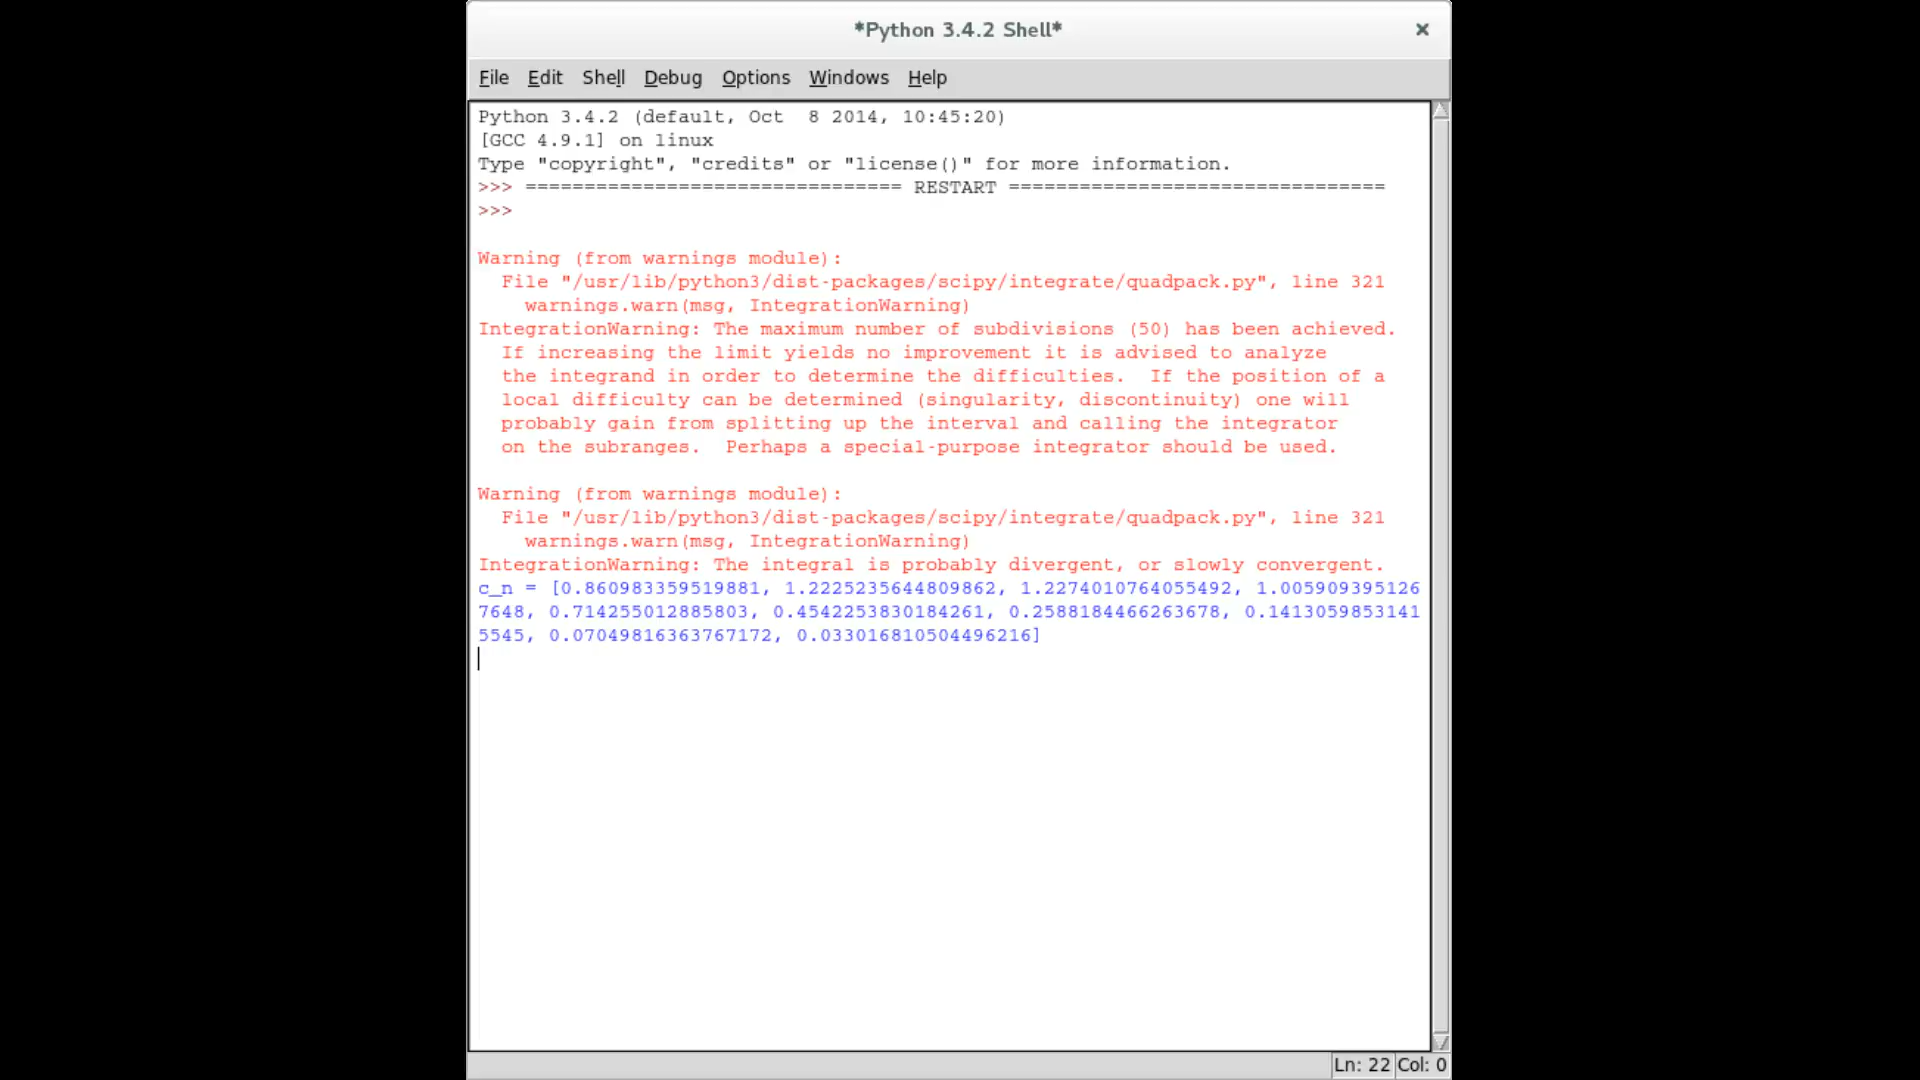 *Python 3.4.2 Shell*
File Edit Shell Debug Options Windows Help
Python 3.4.2 (default, Oct  8 2014, 10:45:20)
[GCC 4.9.1] on linux
Type "copyright", "credits" or "license()" for more information.
>>> ================================ RESTART ================================
>>>
Warning (from warnings module):
  File "/usr/lib/python3/dist-packages/scipy/integrate/quadpack.py", line 321
    warnings.warn(msg, IntegrationWarning)
IntegrationWarning: The maximum number of subdivisions (50) has been achieved.
  If increasing the limit yields no improvement it is advised to analyze
  the integrand in order to determine the difficulties.  If the position of a
  local difficulty can be determined (singularity, discontinuity) one will
  probably gain from splitting up the interval and calling the integrator
  on the subranges.  Perhaps a special-purpose integrator should be used.
Warning (from warnings module):
  File "/usr/lib/python3/dist-packages/scipy/integrate/quadpack.py", line 321
    warnings.warn(msg, IntegrationWarning)
IntegrationWarning: The integral is probably divergent, or slowly convergent.
c_n = [0.860983359519881, 1.2225235644809862, 1.2274010764055492, 1.005909395126
7648, 0.714255012885803, 0.4542253830184261, 0.2588184466263678, 0.1413059853141
5545, 0.07049816363767172, 0.033016810504496216]
Ln: 22 Col: 0